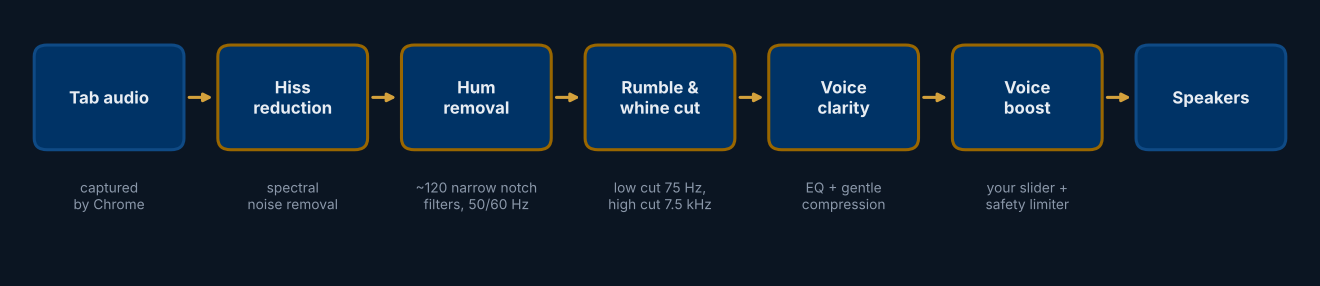 Tab audio
Hiss
reduction
Hum
removal
Rumble &
whine cut
Voice
clarity
Voice
boost
Speakers
captured
by Chrome
spectral
noise removal
~120 narrow notch
filters, 50/60 Hz
low cut 75 Hz,
high cut 7.5 kHz
EQ + gentle
compression
your slider +
safety limiter